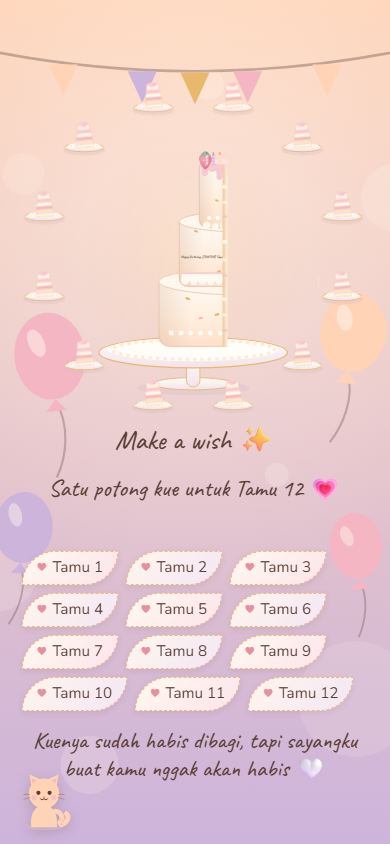 Happy Birthday
Make a wish ✨
Satu potong kue untuk Tamu 12 💗
Tamu 1
Tamu 2
Tamu 3
Tamu 4
Tamu 5
Tamu 6
Tamu 7
Tamu 8
Tamu 9
Tamu 10
Tamu 11
Tamu 12
Kuenya sudah habis dibagi, tapi sayangku
buat kamu nggak akan habis 🤍